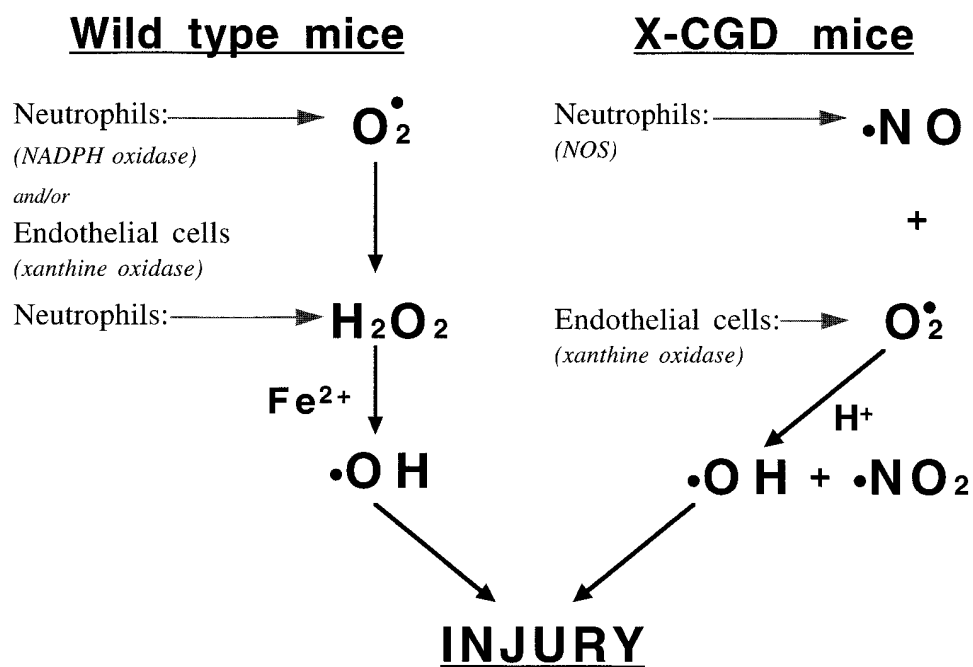 Wild type mice
Neutrophils: O₂•
(NADPH oxidase)
and/or
Endothelial cells
(xanthine oxidase)
Neutrophils: H₂O₂
Fe²⁺
•OH
X-CGD mice
Neutrophils: •NO
(NOS)
+
Endothelial cells: O₂•
(xanthine oxidase)
H⁺
•OH + •NO₂
INJURY